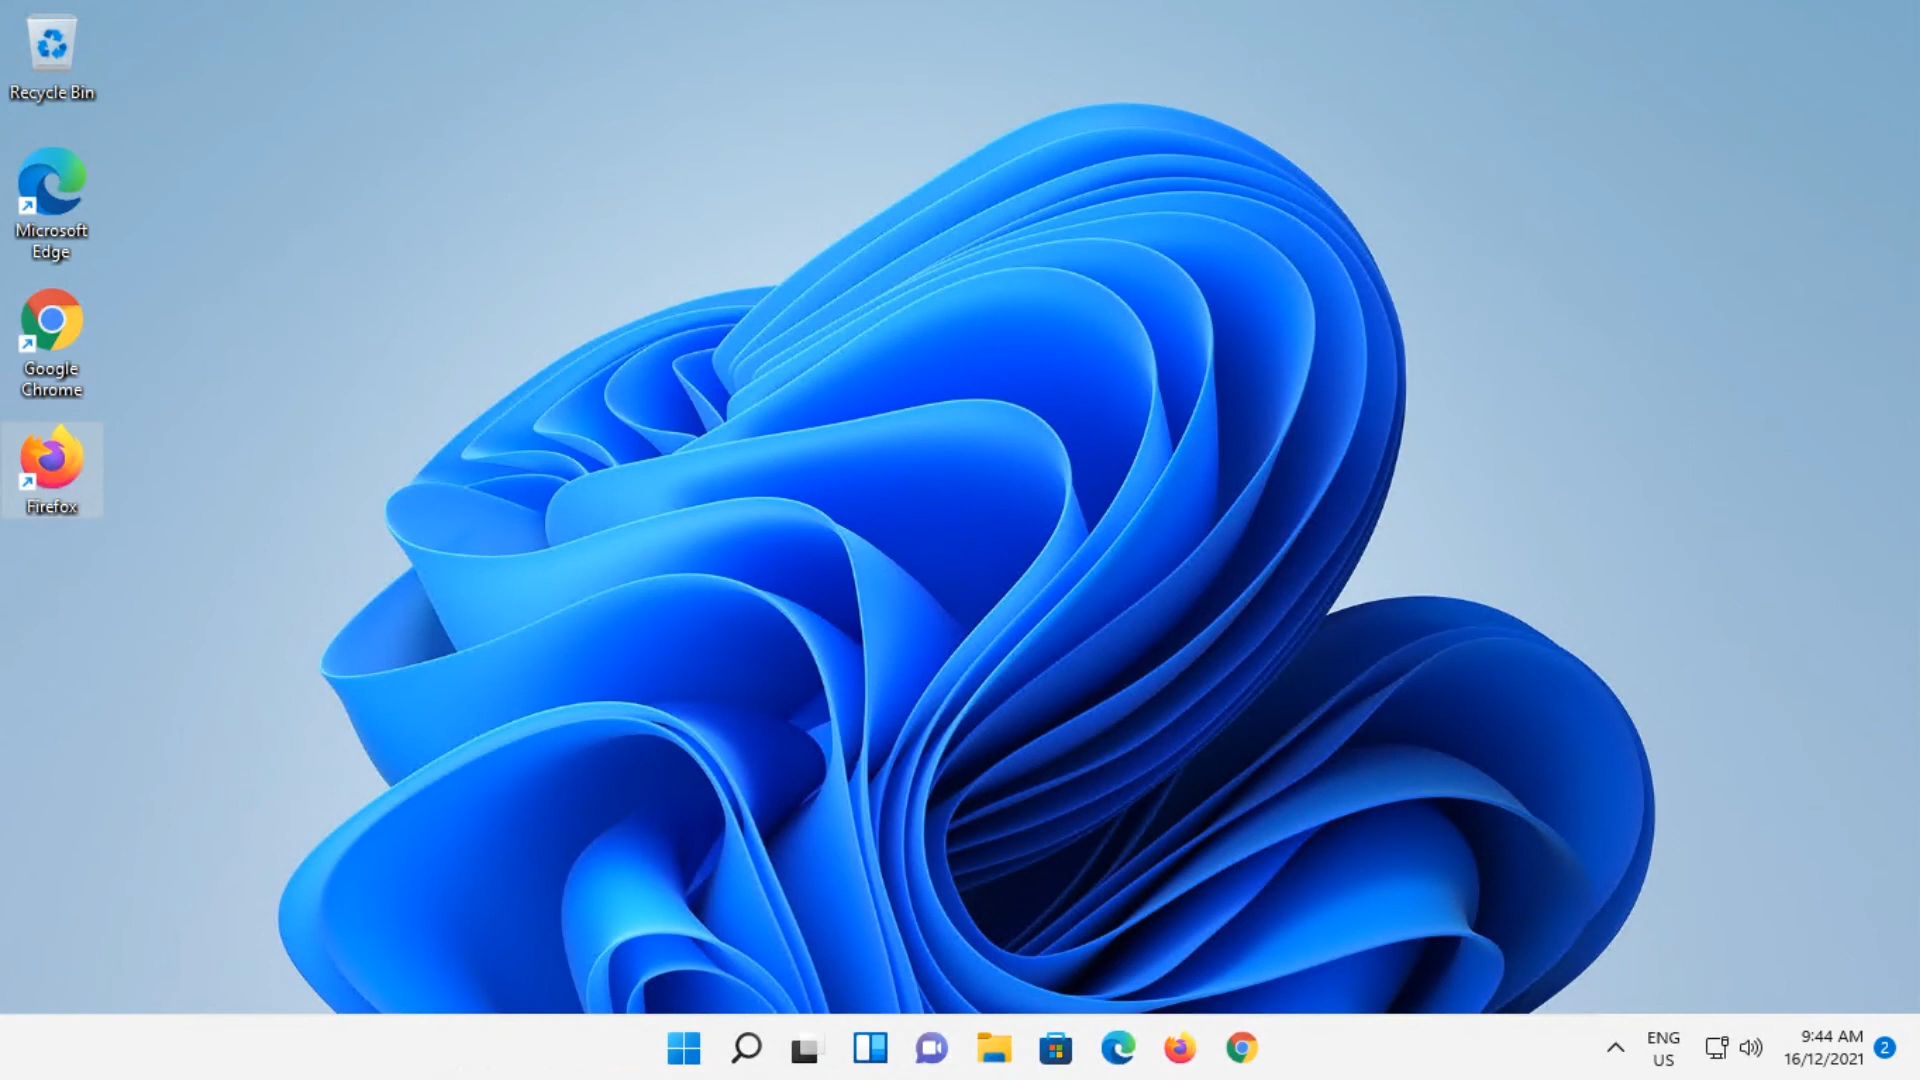 Recycle Bin
Microsoft
Edge
Google
Chrome
Firefox
ENG
US
9:44 AM
16/12/2021
2